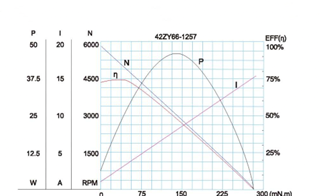 P I N 42ZY66-1257 EFF(η)
50 20 6000 100%
N P
37.5 15 4500 η I 75%
25 10 3000 50%
12.5 5 1500 25%
W A RPM
0 75 150 225 300 (mN.m)